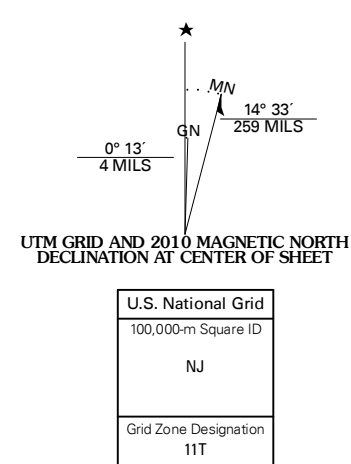 ★
MN
GN
14° 33´
259 MILS
0° 13´
4 MILS
UTM GRID AND 2010 MAGNETIC NORTH
DECLINATION AT CENTER OF SHEET
U.S. National Grid
100,000-m Square ID
NJ
Grid Zone Designation
11T